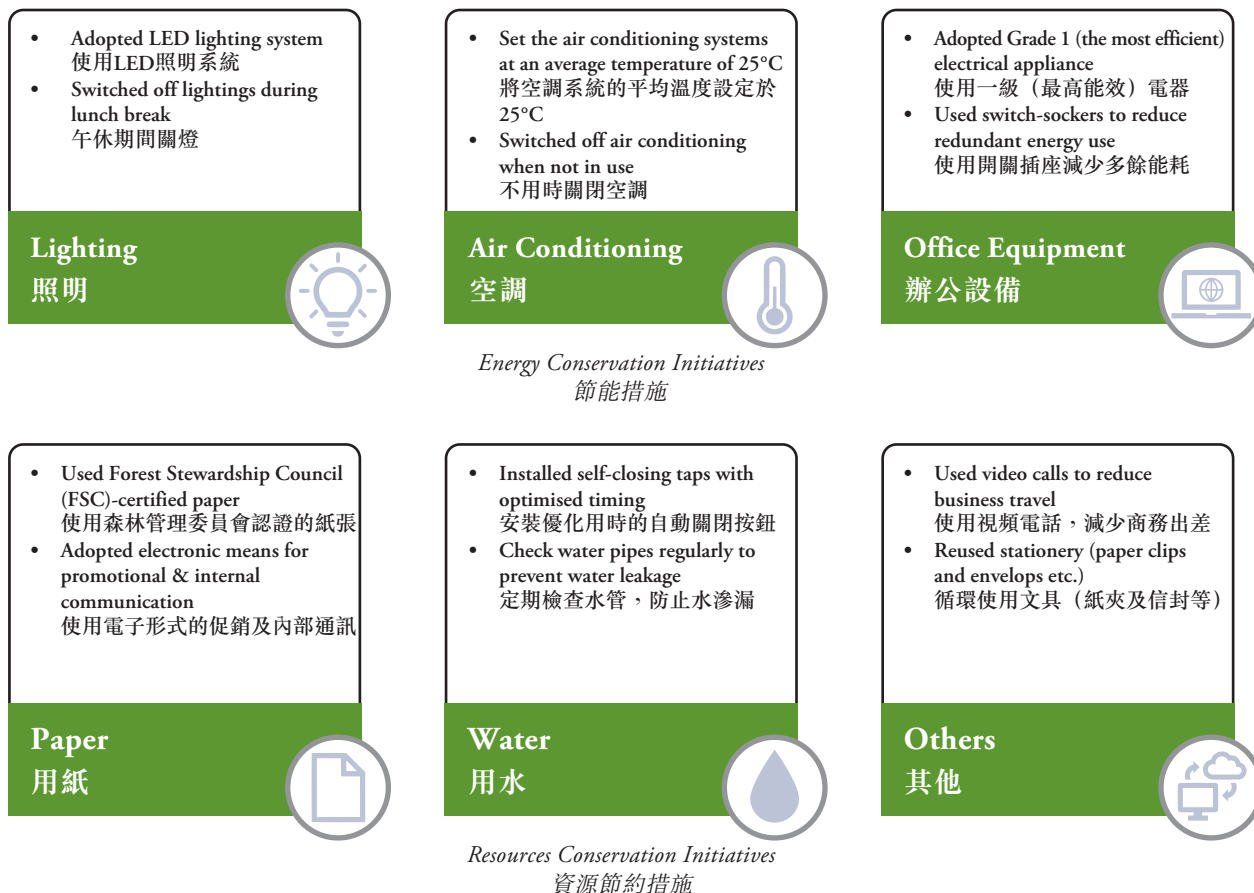 • Adopted LED lighting system
使用LED照明系統
• Switched off lightings during
lunch break
午休期間關燈
Lighting
照明
• Set the air conditioning systems
at an average temperature of 25°C
將空調系統的平均溫度設定於
25°C
• Switched off air conditioning
when not in use
不用時關閉空調
Air Conditioning
空調
• Adopted Grade 1 (the most efficient)
electrical appliance
使用一級（最高能效）電器
• Used switch-sockers to reduce
redundant energy use
使用開關插座減少多餘能耗
Office Equipment
辦公設備
Energy Conservation Initiatives
節能措施
• Used Forest Stewardship Council
(FSC)-certified paper
使用森林管理委員會認證的紙張
• Adopted electronic means for
promotional & internal
communication
使用電子形式的促銷及內部通訊
Paper
用紙
• Installed self-closing taps with
optimised timing
安裝優化用時的自動關閉按鈕
• Check water pipes regularly to
prevent water leakage
定期檢查水管，防止水滲漏
Water
用水
• Used video calls to reduce
business travel
使用視頻電話，減少商務出差
• Reused stationery (paper clips
and envelops etc.)
循環使用文具（紙夾及信封等）
Others
其他
Resources Conservation Initiatives
資源節約措施